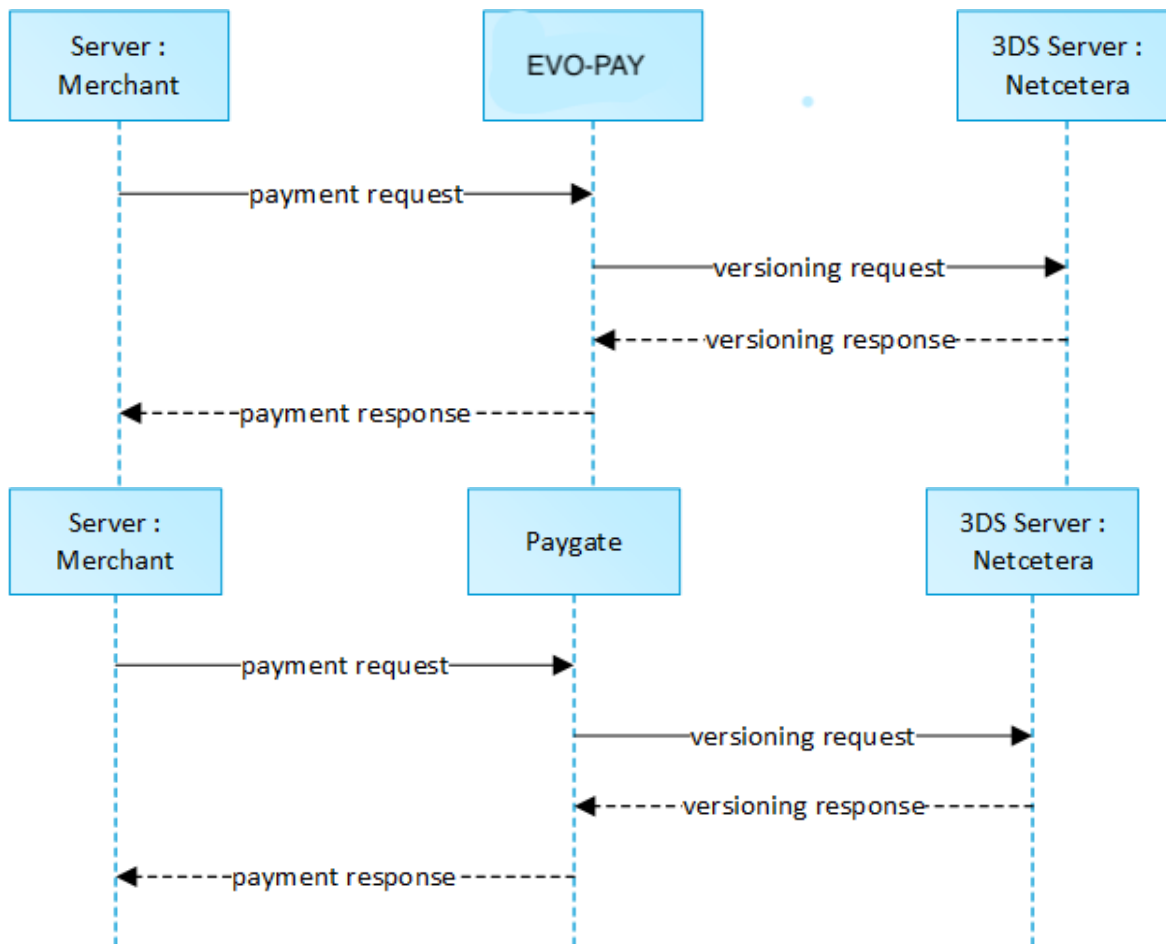 Server :
Merchant
EVO-PAY
3DS Server :
Netcetera
payment request
versioning request
versioning response
payment response
Server :
Merchant
Paygate
3DS Server :
Netcetera
payment request
versioning request
versioning response
payment response